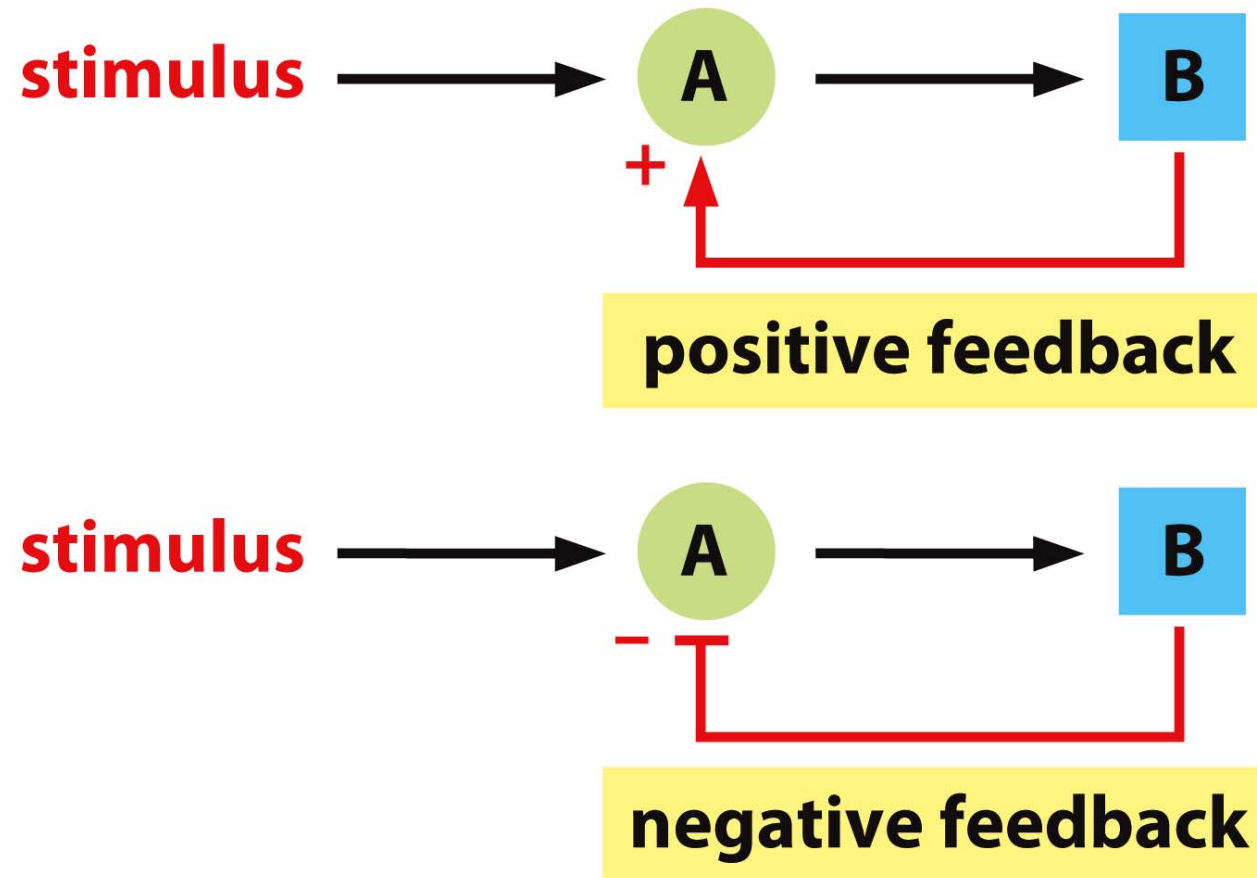 stimulus A B
+
positive feedback
stimulus A B
–
negative feedback